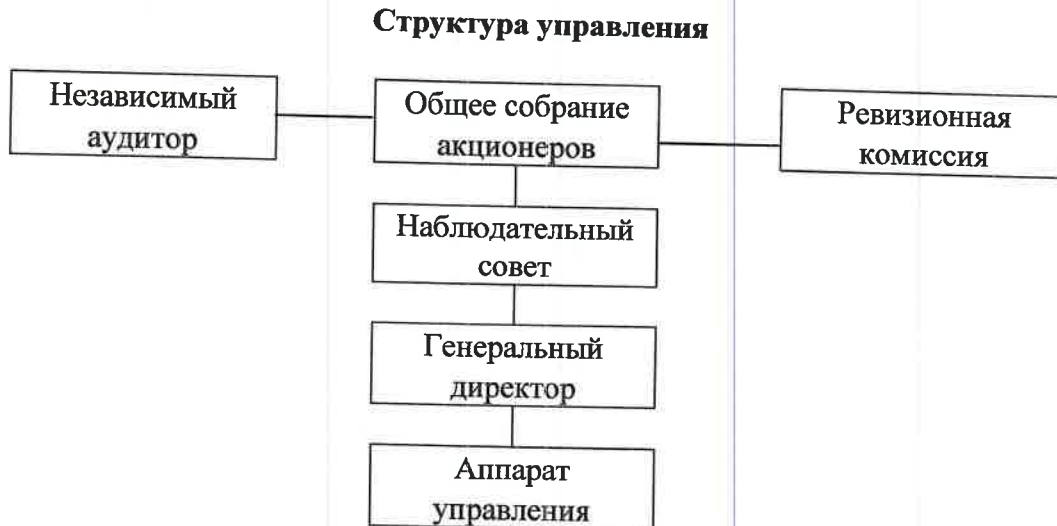 Структура управления
Независимый
аудитор
Общее собрание
акционеров
Ревизионная
комиссия
Наблюдательный
совет
Генеральный
директор
Аппарат
управления